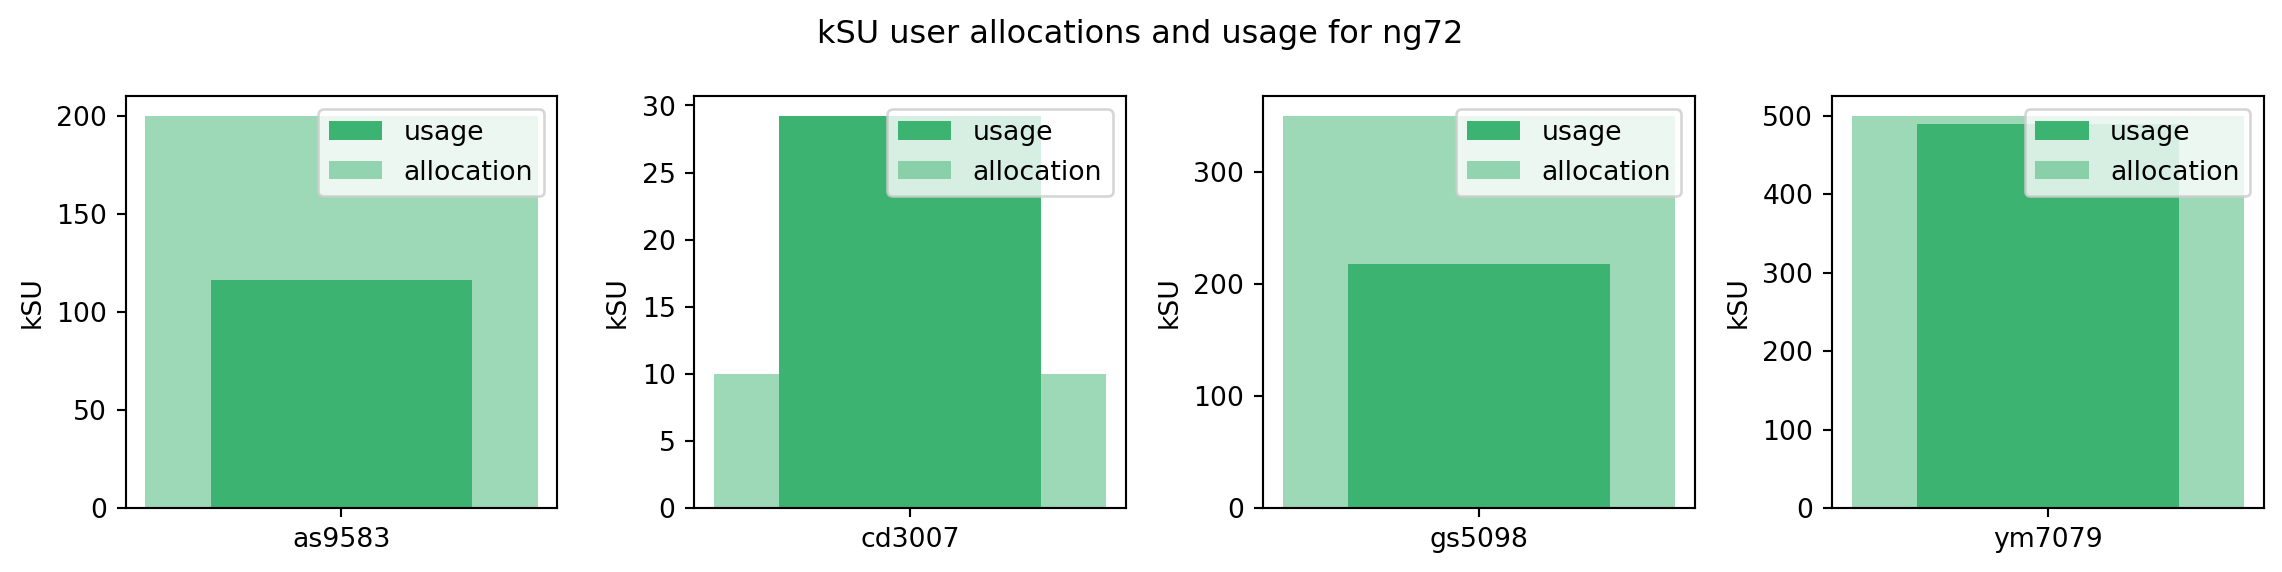 kSU user allocations and usage for ng72
200
150
100
50
0
kSU
usage
allocation
as9583
30
25
20
15
10
5
0
kSU
usage
allocation
cd3007
300
200
100
0
kSU
usage
allocation
gs5098
500
400
300
200
100
0
kSU
usage
allocation
ym7079